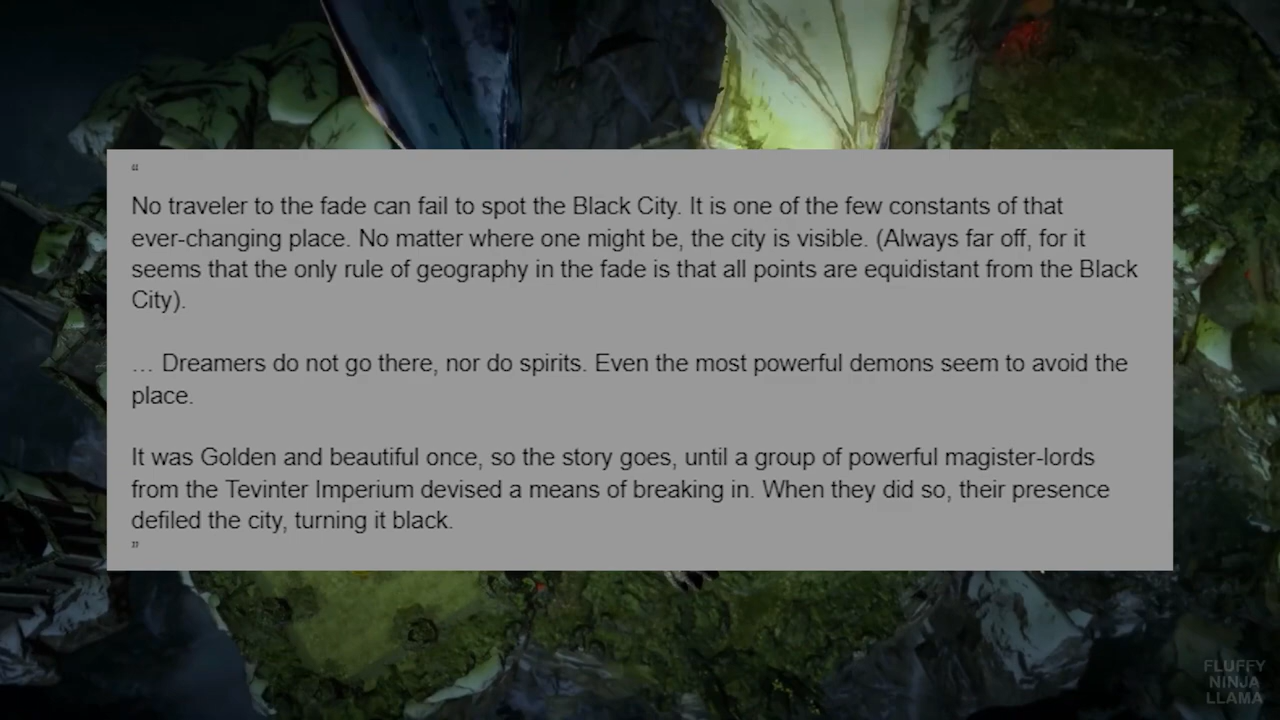 “
No traveler to the fade can fail to spot the Black City. It is one of the few constants of that
ever-changing place. No matter where one might be, the city is visible. (Always far off, for it
seems that the only rule of geography in the fade is that all points are equidistant from the Black
City).
… Dreamers do not go there, nor do spirits. Even the most powerful demons seem to avoid the
place.
It was Golden and beautiful once, so the story goes, until a group of powerful magister-lords
from the Tevinter Imperium devised a means of breaking in. When they did so, their presence
defiled the city, turning it black.
”
FLUFFY
NINJA
LLAMA